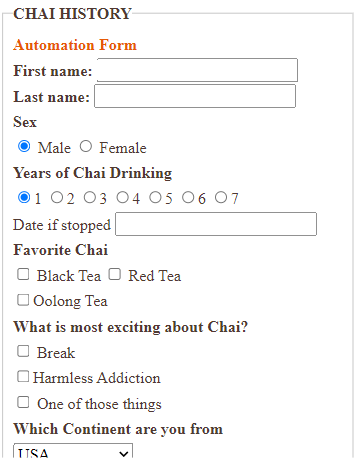 CHAI HISTORY
Automation Form
First name:
Last name:
Sex
Male Female
Years of Chai Drinking
1 2 3 4 5 6 7
Date if stopped
Favorite Chai
Black Tea Red Tea
Oolong Tea
What is most exciting about Chai?
Break
Harmless Addiction
One of those things
Which Continent are you from
USA